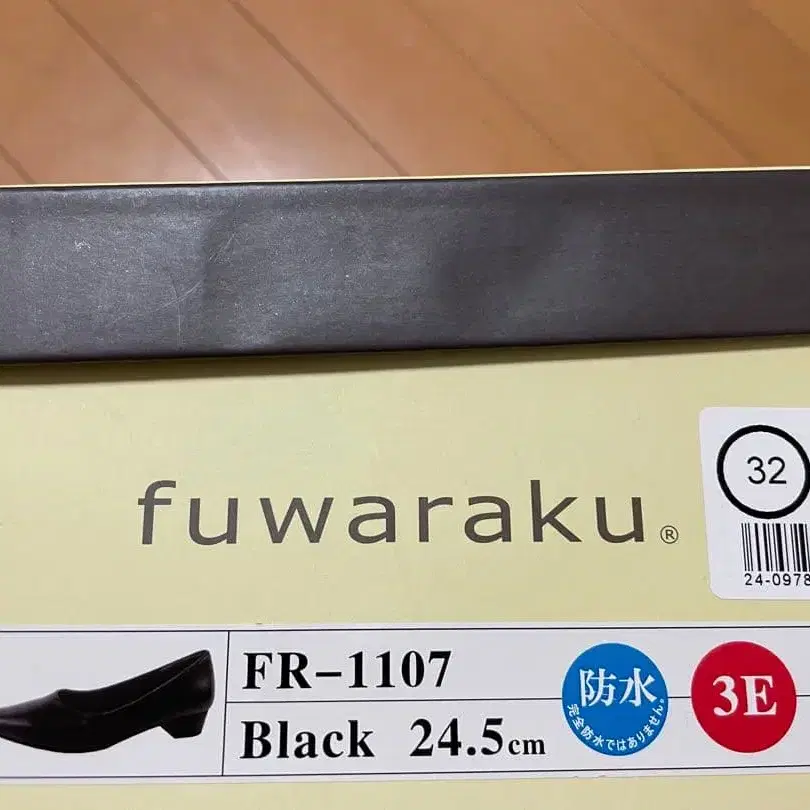 32
24-0978
fuwaraku®
FR-1107
Black 24.5cm
防水
完全防水ではありません。
3E